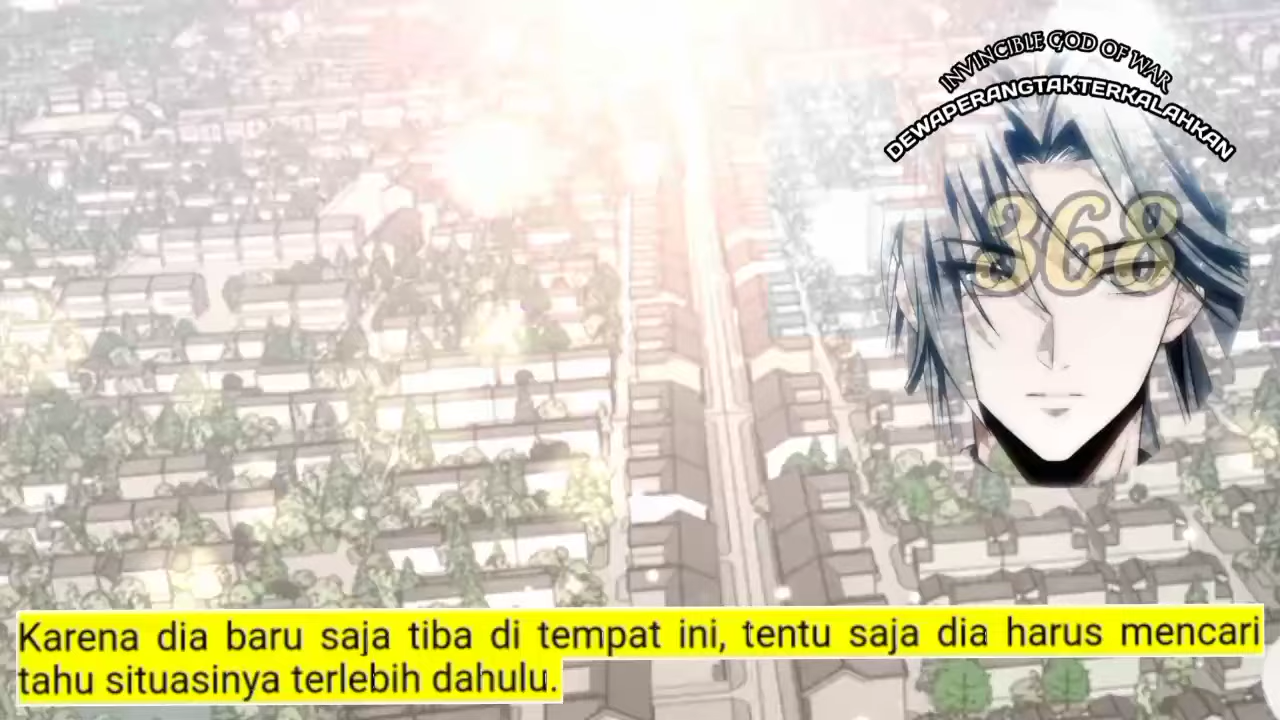 INVINCIBLE GOD OF WAR
DEWAPERANGTAKTERKALAHKAN
368
Karena dia baru saja tiba di tempat ini, tentu saja dia harus mencari
tahu situasinya terlebih dahulu.